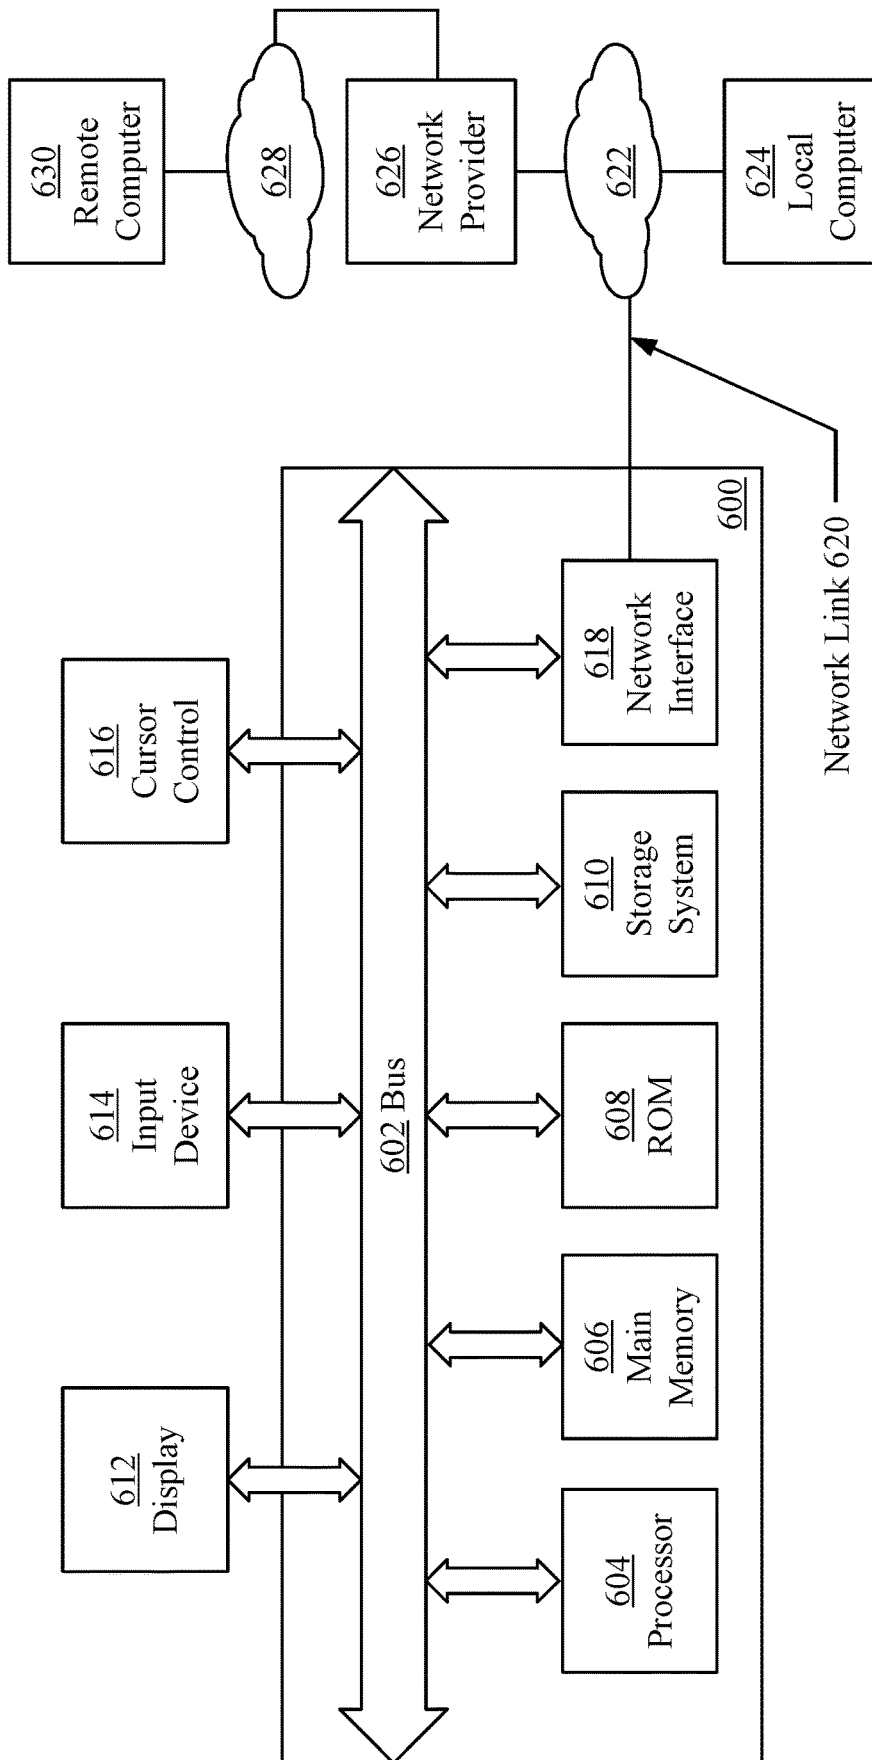 612
Display
614
Input
Device
616
Cursor
Control
630
Remote
Computer
628
602 Bus
626
Network
Provider
604
Processor
606
Main
Memory
608
ROM
610
Storage
System
618
Network
Interface
622
600
624
Local
Computer
Network Link 620